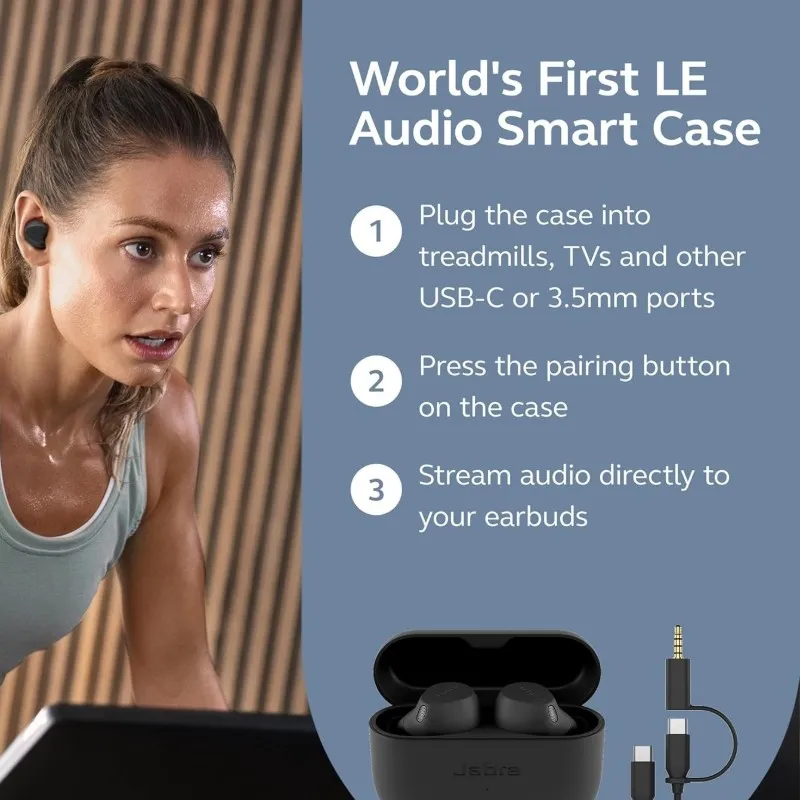 World's First LE
Audio Smart Case
1
Plug the case into
treadmills, TVs and other
USB-C or 3.5mm ports
2
Press the pairing button
on the case
3
Stream audio directly to
your earbuds
Jabra